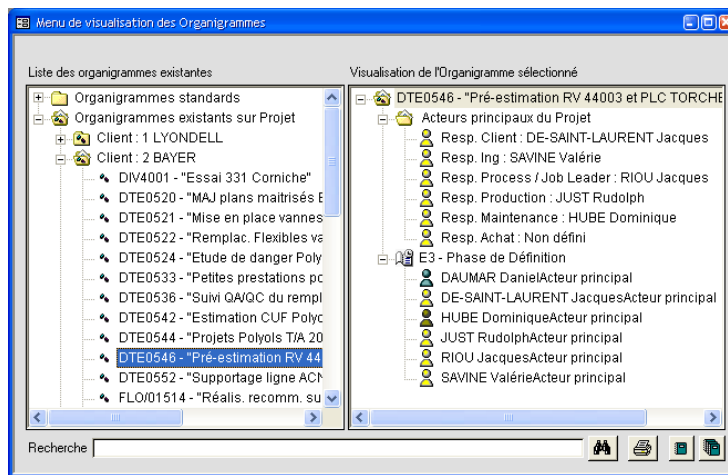 Menu de visualisation des Organigrammes
Liste des organigrammes existantes
Organigrammes standards
Organigrammes existants sur Projet
Client : 1 LYONDELL
Client : 2 BAYER
DIV4001 - "Essai 331 Corniche"
DTE0520 - "MAJ plans maitrisés E
DTE0521 - "Mise en place vannes
DTE0522 - "Remplac. Flexibles va
DTE0524 - "Etude de danger Poly
DTE0533 - "Petites prestations po
DTE0536 - "Suivi QA/QC du rempl
DTE0542 - "Estimation CUF Polyo
DTE0544 - "Projets Polyols T/A 20
DTE0546 - "Pré-estimation RV 44
DTE0552 - "Supportage ligne ACN
FLO/01514 - "Réalis. recomm. su
Visualisation de l'Organigramme sélectionné
DTE0546 - "Pré-estimation RV 44003 et PLC TORCHE
Acteurs principaux du Projet
Resp. Client : DE-SAINT-LAURENT Jacques
Resp. Ing : SAVINE Valérie
Resp. Process / Job Leader : RIOU Jacques
Resp. Production : JUST Rudolph
Resp. Maintenance : HUBE Dominique
Resp. Achat : Non défini
E3 - Phase de Définition
DAUMAR DanielActeur principal
DE-SAINT-LAURENT JacquesActeur principal
HUBE DominiqueActeur principal
JUST RudolphActeur principal
RIOU JacquesActeur principal
SAVINE ValérieActeur principal
Recherche